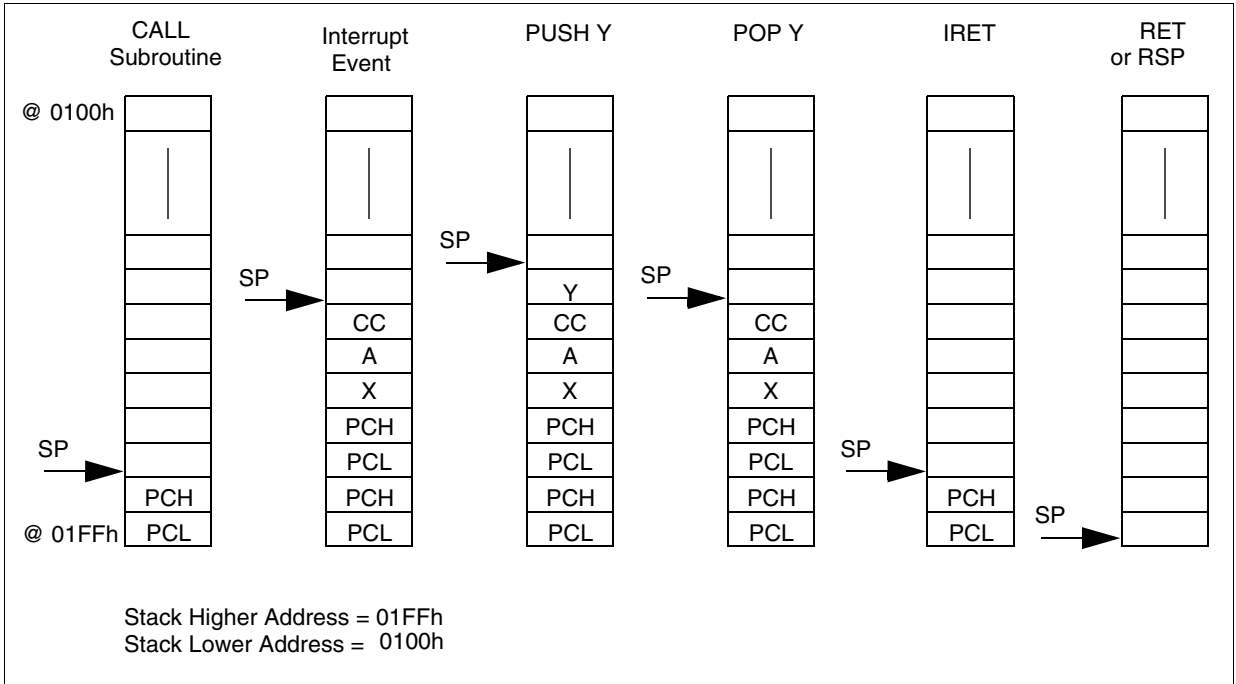 CALL
Subroutine
Interrupt
Event
PUSH Y
POP Y
IRET
RET
or RSP
@ 0100h
SP
SP
SP
Y
CC
CC
CC
A
A
A
X
X
X
PCH
PCH
PCH
SP
PCL
PCL
PCL
SP
PCH
PCH
PCH
PCH
PCH
SP
@ 01FFh
PCL
PCL
PCL
PCL
PCL
Stack Higher Address = 01FFh
Stack Lower Address = 0100h